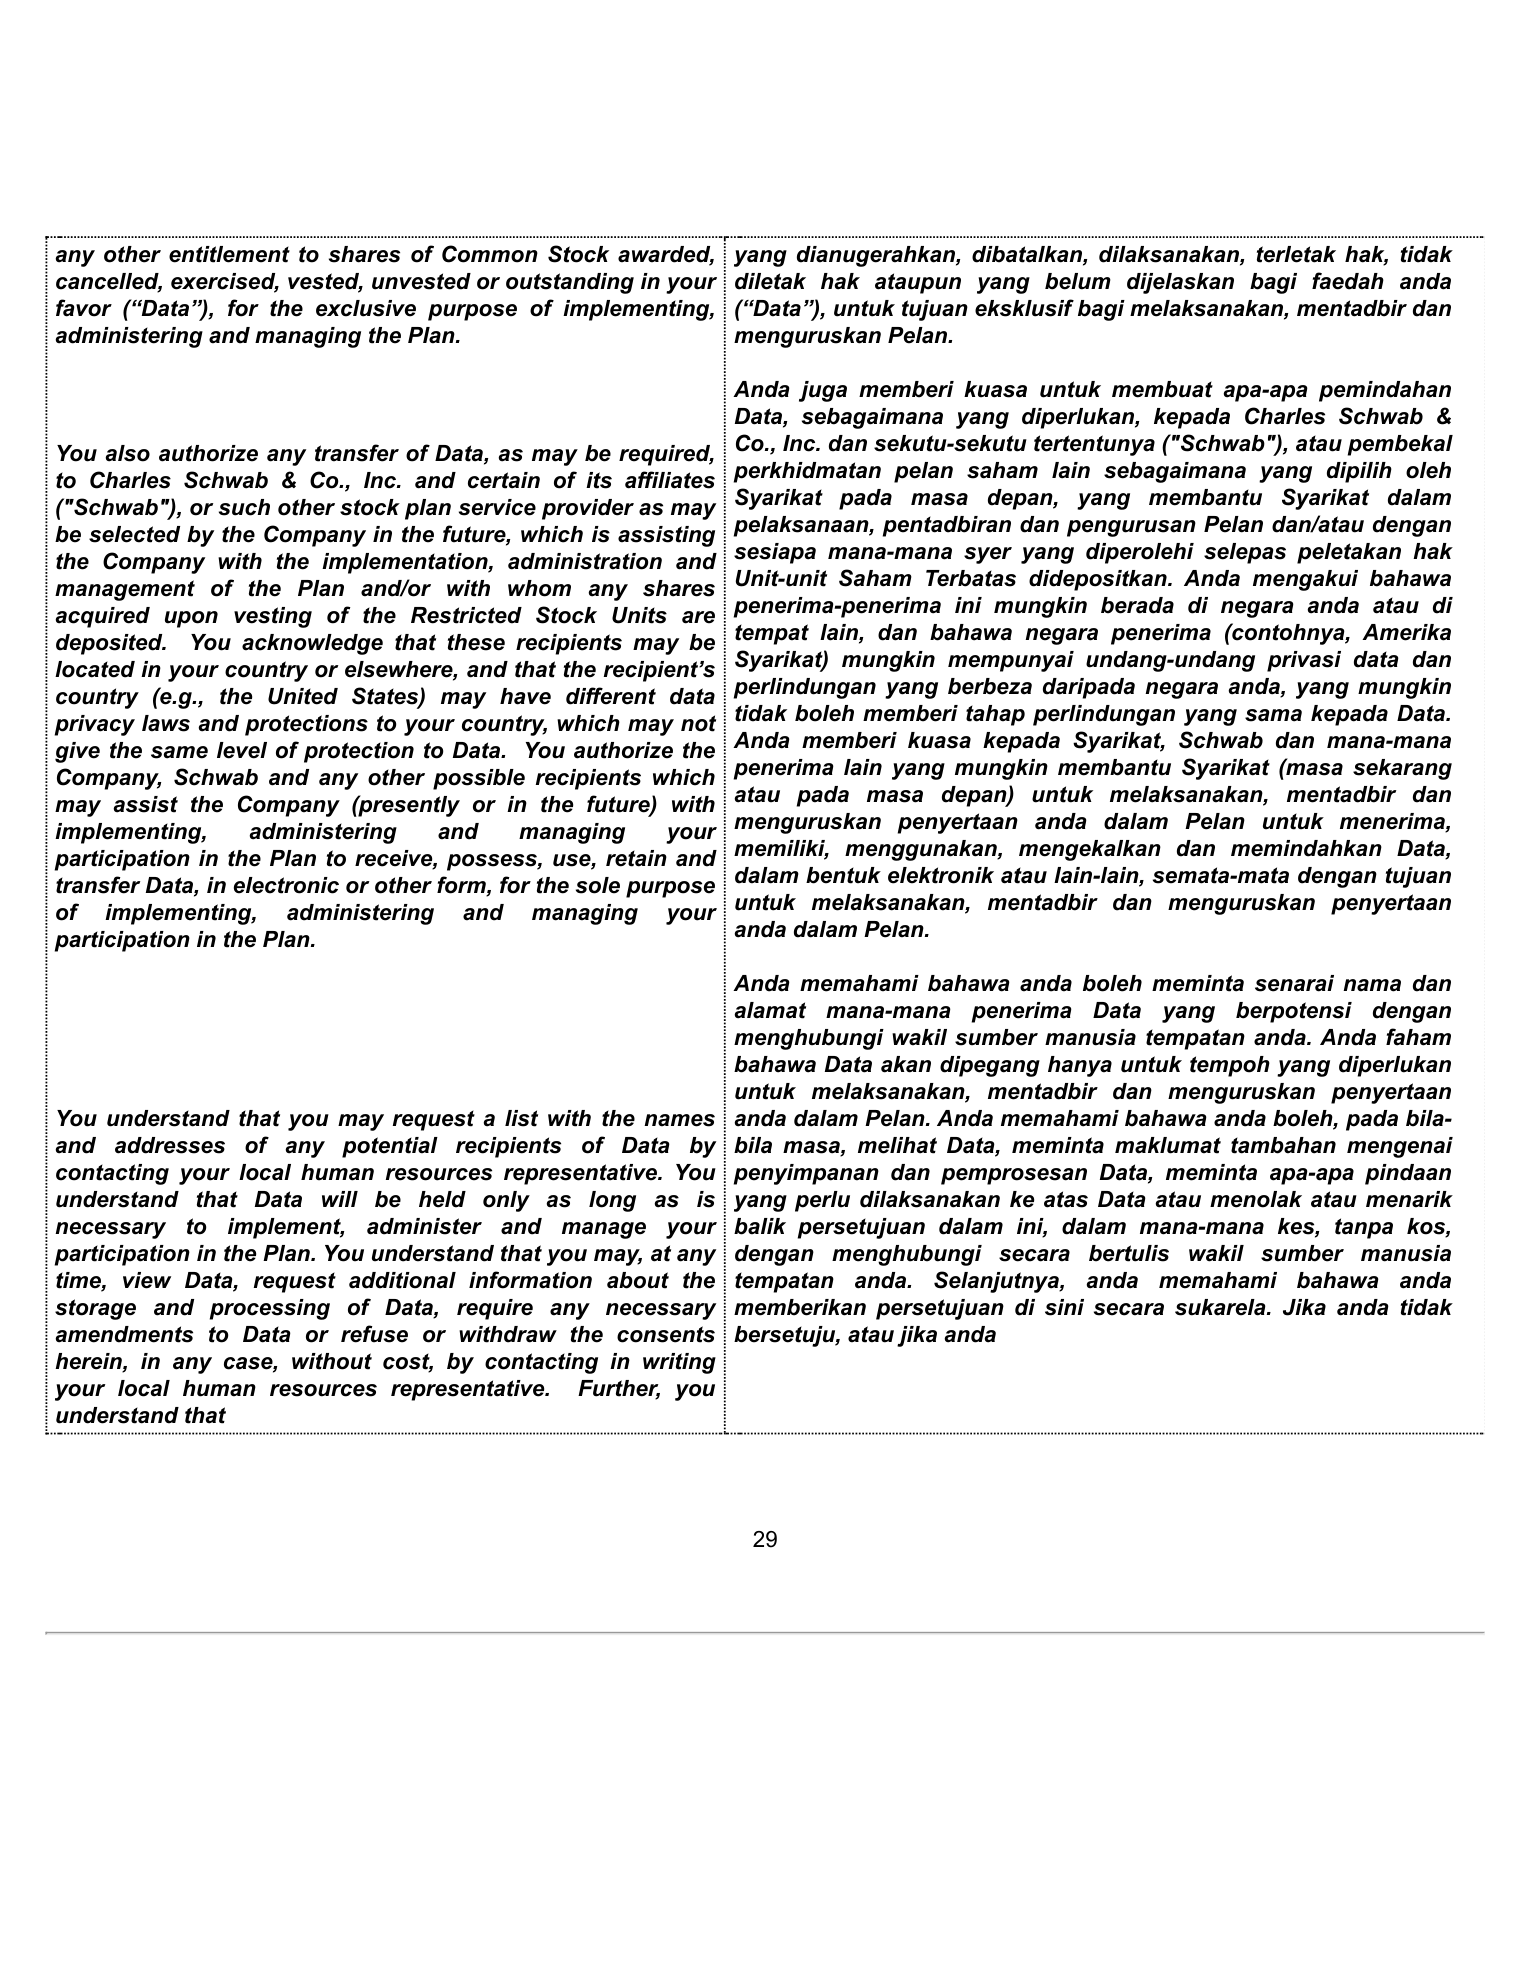 any other entitlement to shares of Common Stock awarded,
cancelled, exercised, vested, unvested or outstanding in your
favor (“Data”), for the exclusive purpose of implementing,
administering and managing the Plan.
You also authorize any transfer of Data, as may be required,
to Charles Schwab & Co., Inc. and certain of its affiliates
("Schwab"), or such other stock plan service provider as may
be selected by the Company in the future, which is assisting
the Company with the implementation, administration and
management of the Plan and/or with whom any shares
acquired upon vesting of the Restricted Stock Units are
deposited. You acknowledge that these recipients may be
located in your country or elsewhere, and that the recipient’s
country (e.g., the United States) may have different data
privacy laws and protections to your country, which may not
give the same level of protection to Data. You authorize the
Company, Schwab and any other possible recipients which
may assist the Company (presently or in the future) with
implementing, administering and managing your
participation in the Plan to receive, possess, use, retain and
transfer Data, in electronic or other form, for the sole purpose
of implementing, administering and managing your
participation in the Plan.
You understand that you may request a list with the names
and addresses of any potential recipients of Data by
contacting your local human resources representative. You
understand that Data will be held only as long as is
necessary to implement, administer and manage your
participation in the Plan. You understand that you may, at any
time, view Data, request additional information about the
storage and processing of Data, require any necessary
amendments to Data or refuse or withdraw the consents
herein, in any case, without cost, by contacting in writing
your local human resources representative. Further, you
understand that
yang dianugerahkan, dibatalkan, dilaksanakan, terletak hak, tidak
diletak hak ataupun yang belum dijelaskan bagi faedah anda
(“Data”), untuk tujuan eksklusif bagi melaksanakan, mentadbir dan
menguruskan Pelan.
Anda juga memberi kuasa untuk membuat apa-apa pemindahan
Data, sebagaimana yang diperlukan, kepada Charles Schwab &
Co., Inc. dan sekutu-sekutu tertentunya ("Schwab"), atau pembekal
perkhidmatan pelan saham lain sebagaimana yang dipilih oleh
Syarikat pada masa depan, yang membantu Syarikat dalam
pelaksanaan, pentadbiran dan pengurusan Pelan dan/atau dengan
sesiapa mana-mana syer yang diperolehi selepas peletakan hak
Unit-unit Saham Terbatas didepositkan. Anda mengakui bahawa
penerima-penerima ini mungkin berada di negara anda atau di
tempat lain, dan bahawa negara penerima (contohnya, Amerika
Syarikat) mungkin mempunyai undang-undang privasi data dan
perlindungan yang berbeza daripada negara anda, yang mungkin
tidak boleh memberi tahap perlindungan yang sama kepada Data.
Anda memberi kuasa kepada Syarikat, Schwab dan mana-mana
penerima lain yang mungkin membantu Syarikat (masa sekarang
atau pada masa depan) untuk melaksanakan, mentadbir dan
menguruskan penyertaan anda dalam Pelan untuk menerima,
memiliki, menggunakan, mengekalkan dan memindahkan Data,
dalam bentuk elektronik atau lain-lain, semata-mata dengan tujuan
untuk melaksanakan, mentadbir dan menguruskan penyertaan
anda dalam Pelan.
Anda memahami bahawa anda boleh meminta senarai nama dan
alamat mana-mana penerima Data yang berpotensi dengan
menghubungi wakil sumber manusia tempatan anda. Anda faham
bahawa Data akan dipegang hanya untuk tempoh yang diperlukan
untuk melaksanakan, mentadbir dan menguruskan penyertaan
anda dalam Pelan. Anda memahami bahawa anda boleh, pada bila-
bila masa, melihat Data, meminta maklumat tambahan mengenai
penyimpanan dan pemprosesan Data, meminta apa-apa pindaan
yang perlu dilaksanakan ke atas Data atau menolak atau menarik
balik persetujuan dalam ini, dalam mana-mana kes, tanpa kos,
dengan menghubungi secara bertulis wakil sumber manusia
tempatan anda. Selanjutnya, anda memahami bahawa anda
memberikan persetujuan di sini secara sukarela. Jika anda tidak
bersetuju, atau jika anda
29